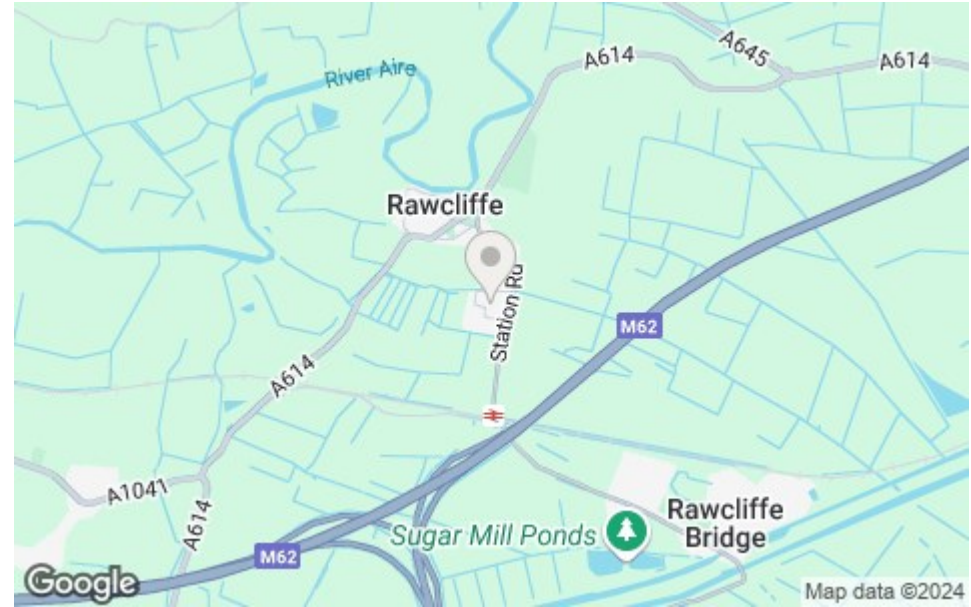 A645
A614
A614
River Aire
Rawcliffe
Station Rd
M62
A614
A1041
A614
Rawcliffe
Bridge
Sugar Mill Ponds
M62
Google
Map data ©2024